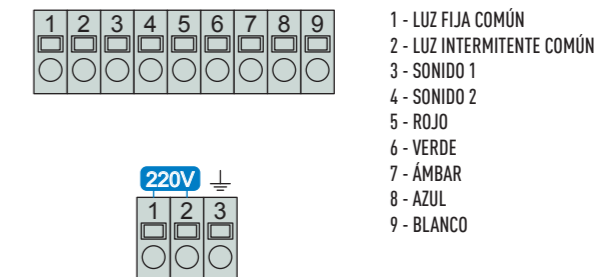 1 2 3 4 5 6 7 8 9
1 - LUZ FIJA COMÚN
2 - LUZ INTERMITENTE COMÚN
3 - SONIDO 1
4 - SONIDO 2
5 - ROJO
6 - VERDE
7 - ÁMBAR
8 - AZUL
9 - BLANCO
220V
1 2 3